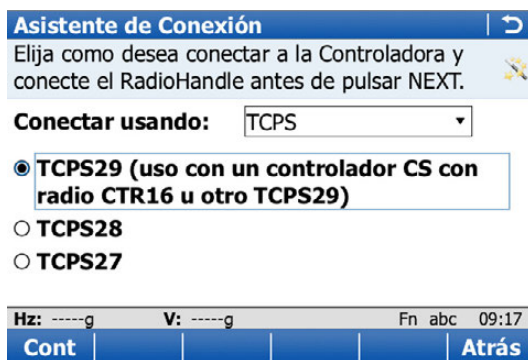 Asistente de Conexión
Elija como desea conectar a la Controladora y
conecte el RadioHandle antes de pulsar NEXT.
Conectar usando: TCPS
TCPS29 (uso con un controlador CS con
radio CTR16 u otro TCPS29)
TCPS28
TCPS27
Hz: -----g V: -----g Fn abc 09:17
Cont Atrás